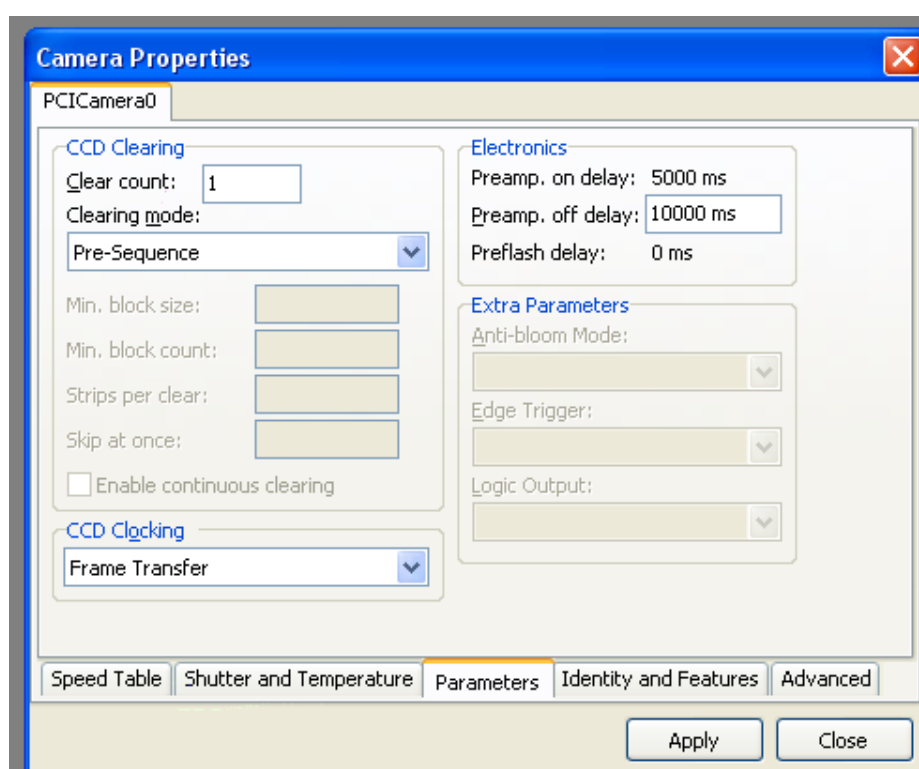 Camera Properties
PCICamera0
CCD Clearing
Clear count: 1
Clearing mode:
Pre-Sequence
Min. block size:
Min. block count:
Strips per clear:
Skip at once:
Enable continuous clearing
CCD Clocking
Frame Transfer
Electronics
Preamp. on delay: 5000 ms
Preamp. off delay: 10000 ms
Preflash delay: 0 ms
Extra Parameters
Anti-bloom Mode:
Edge Trigger:
Logic Output:
Speed Table Shutter and Temperature Parameters Identity and Features Advanced
Apply Close